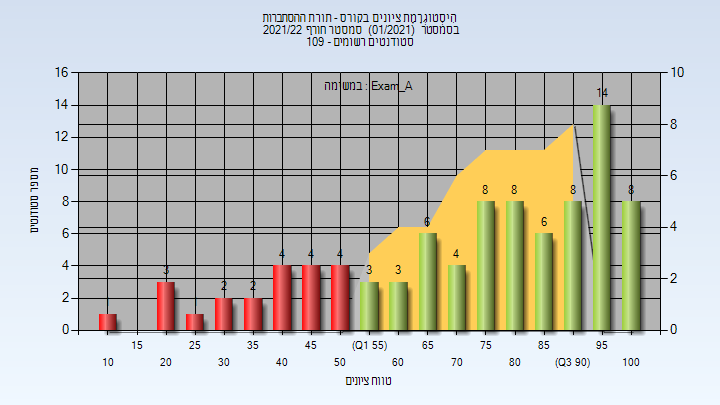 היסטוגרמת ציונים בקורס - תורת ההסתברות
בסמסטר (01/2021) סמסטר חורף 2021/22
סטודנטים רשומים - 109
במשימה : Exam_A
מספר סטודנטים
16 14 12 10 8 6 4 2 0
10 8 6 4 2 0
3 2 2 4 4 4 3 3 6 4 8 8 6 8 14 8
15 25 35 45 (Q1 55) 65 75 85 95
10 20 30 40 50 60 70 80 (Q3 90) 100
טווח ציונים